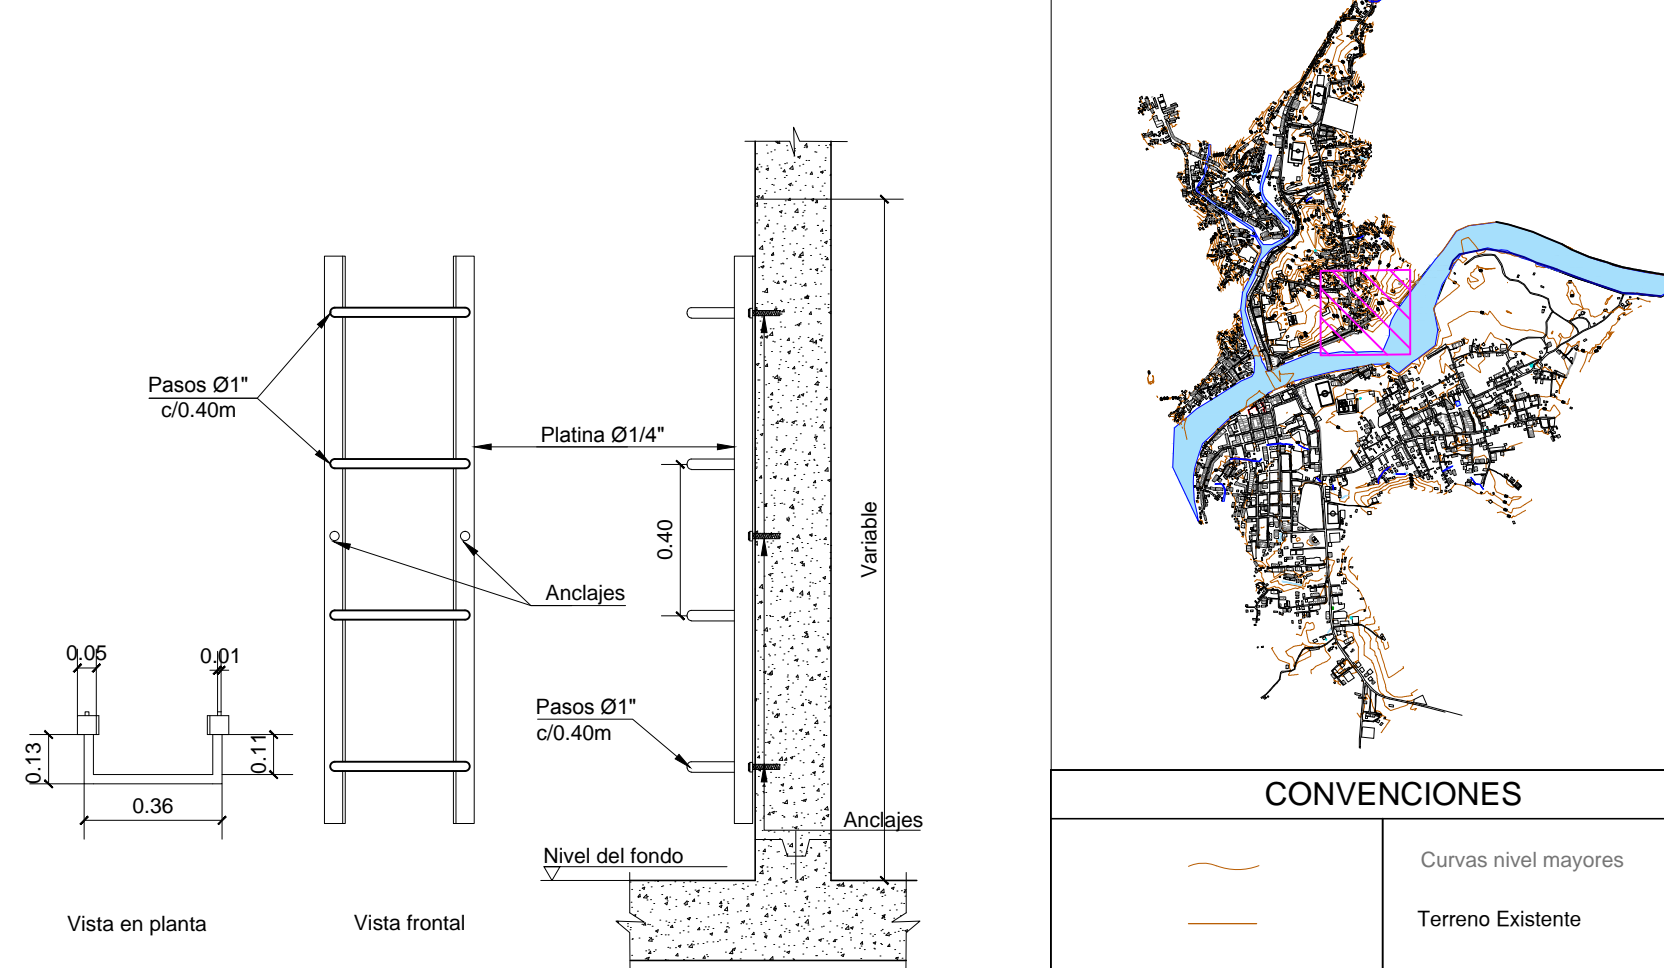 Pasos Ø1"
c/0.40m
Platina Ø1/4"
0.40
Variable
Anclajes
0.05
0.01
Pasos Ø1"
c/0.40m
0.13
0.11
0.36
Anclajes
Nivel del fondo
Vista en planta
Vista frontal
CONVENCIONES
Curvas nivel mayores
Terreno Existente